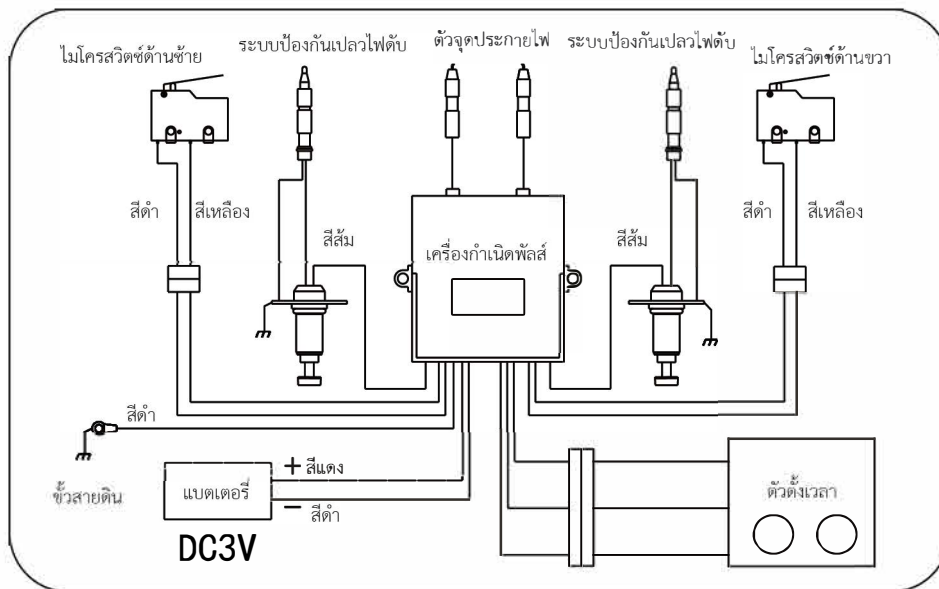 ไมโครสวิตซ์ด้านซ้าย
ระบบป้องกันเปลวไฟดับ
ตัวจุดประกายไฟ
ระบบป้องกันเปลวไฟดับ
ไมโครสวิตซ์ด้านขวา
สีดำ
สีเหลือง
สีส้ม
เครื่องกำเนิดพัลส์
สีส้ม
สีดำ
สีเหลือง
สีดำ
ขั้วสายดิน
แบตเตอรี่
+ สีแดง
− สีดำ
DC3V
ตัวตั้งเวลา